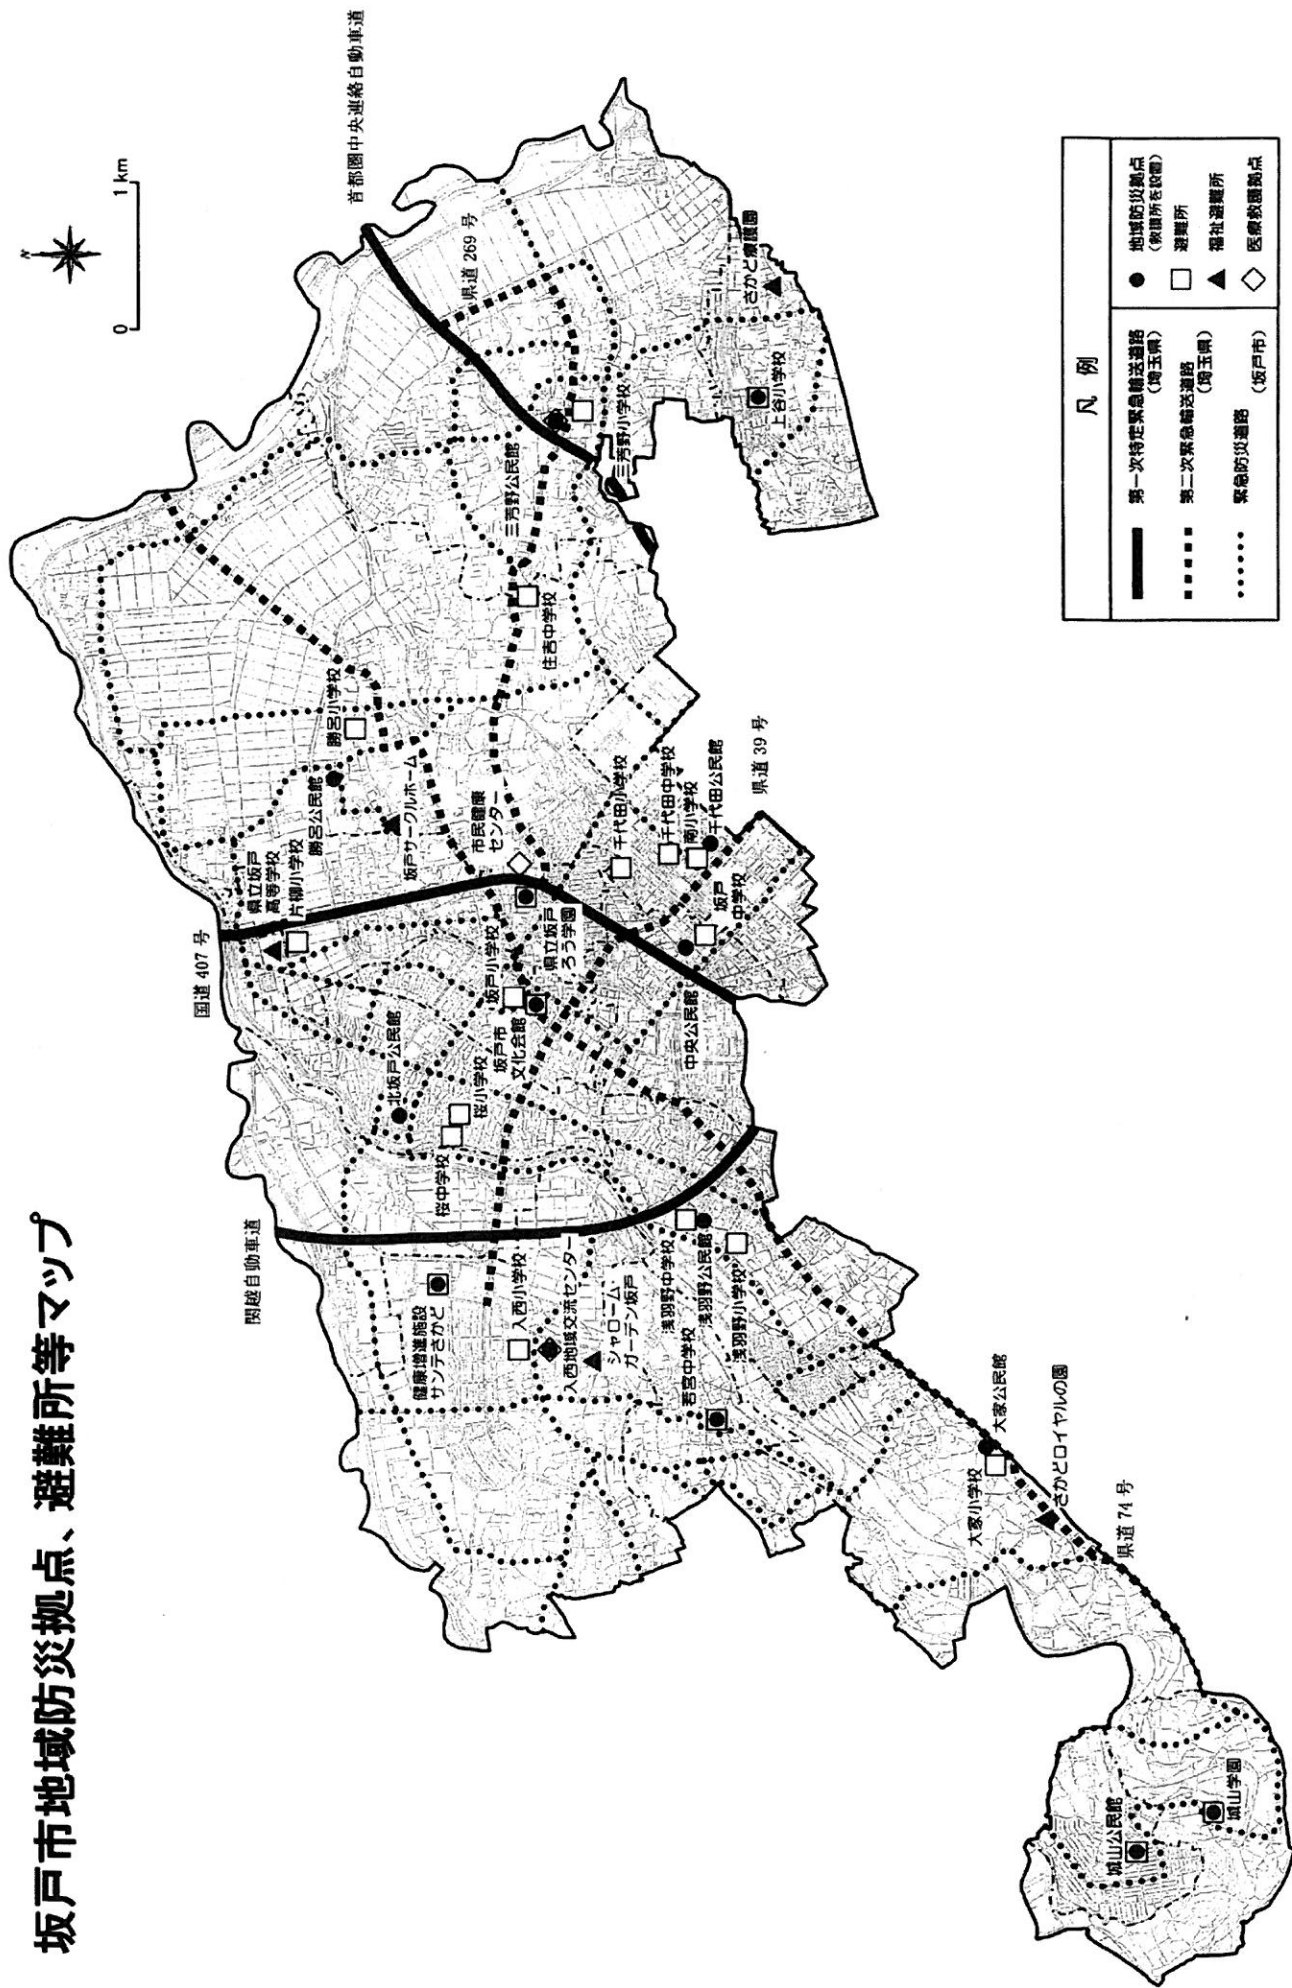 坂戸市地域防災拠点、避難所等マップ
N
0
1km
首都圏中央連絡自動車道
国道407号
関越自動車道
県道269号
県立坂戸
高等学校
片柳小学校
勝呂公民館
勝呂小学校
坂戸サークルホーム
市民健康
センター
三芳野公民館
住吉中学校
三芳野小学校
さかと療護園
上谷小学校
北坂戸公民館
桜中学校
桜小学校
坂戸小学校
坂戸市
文化会館
県立坂戸
ろう学園
千代田小学校
千代田中学校
南小学校
千代田公民館
坂戸
中学校
中央公民館
県道39号
健康増進施設
サンテさかど
入西小学校
入西地域交流センター
シャローム
ガーデン坂戸
若宮中学校
浅羽野中学校
浅羽野公民館
浅羽野小学校
大家小学校
大家公民館
さかどロイヤルの園
県道74号
城山公民館
城山学園
凡例
第一次特定緊急輸送道路
(埼玉県)
第二次緊急輸送道路
(埼玉県)
緊急防災道路
(坂戸市)
地域防災拠点
(救護所を設置)
避難所
福祉避難所
医療救護拠点